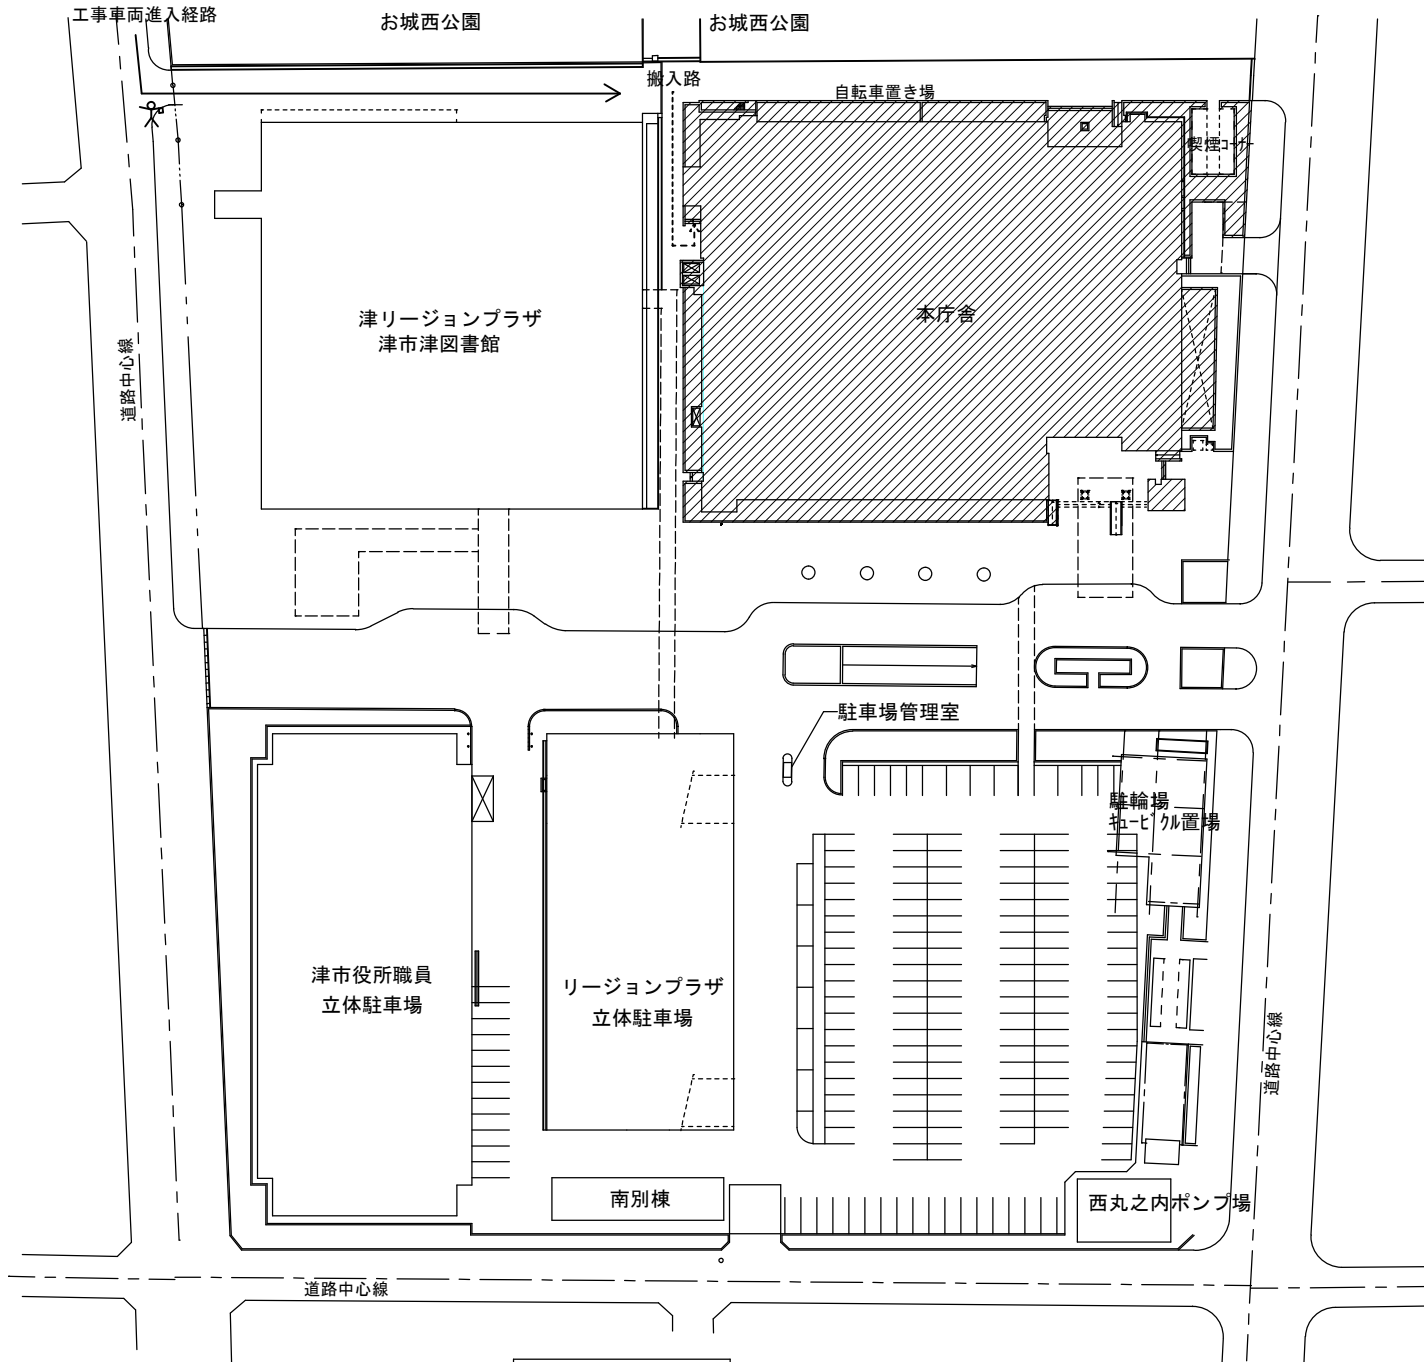 工事車両進入経路
お城西公園
お城西公園
搬入路
自転車置き場
喫煙コーナー
津リージョンプラザ
津市津図書館
本庁舎
道路中心線
駐車場管理室
駐輪場
キュービクル置場
津市役所職員
立体駐車場
リージョンプラザ
立体駐車場
道路中心線
南別棟
西丸之内ポンプ場
道路中心線